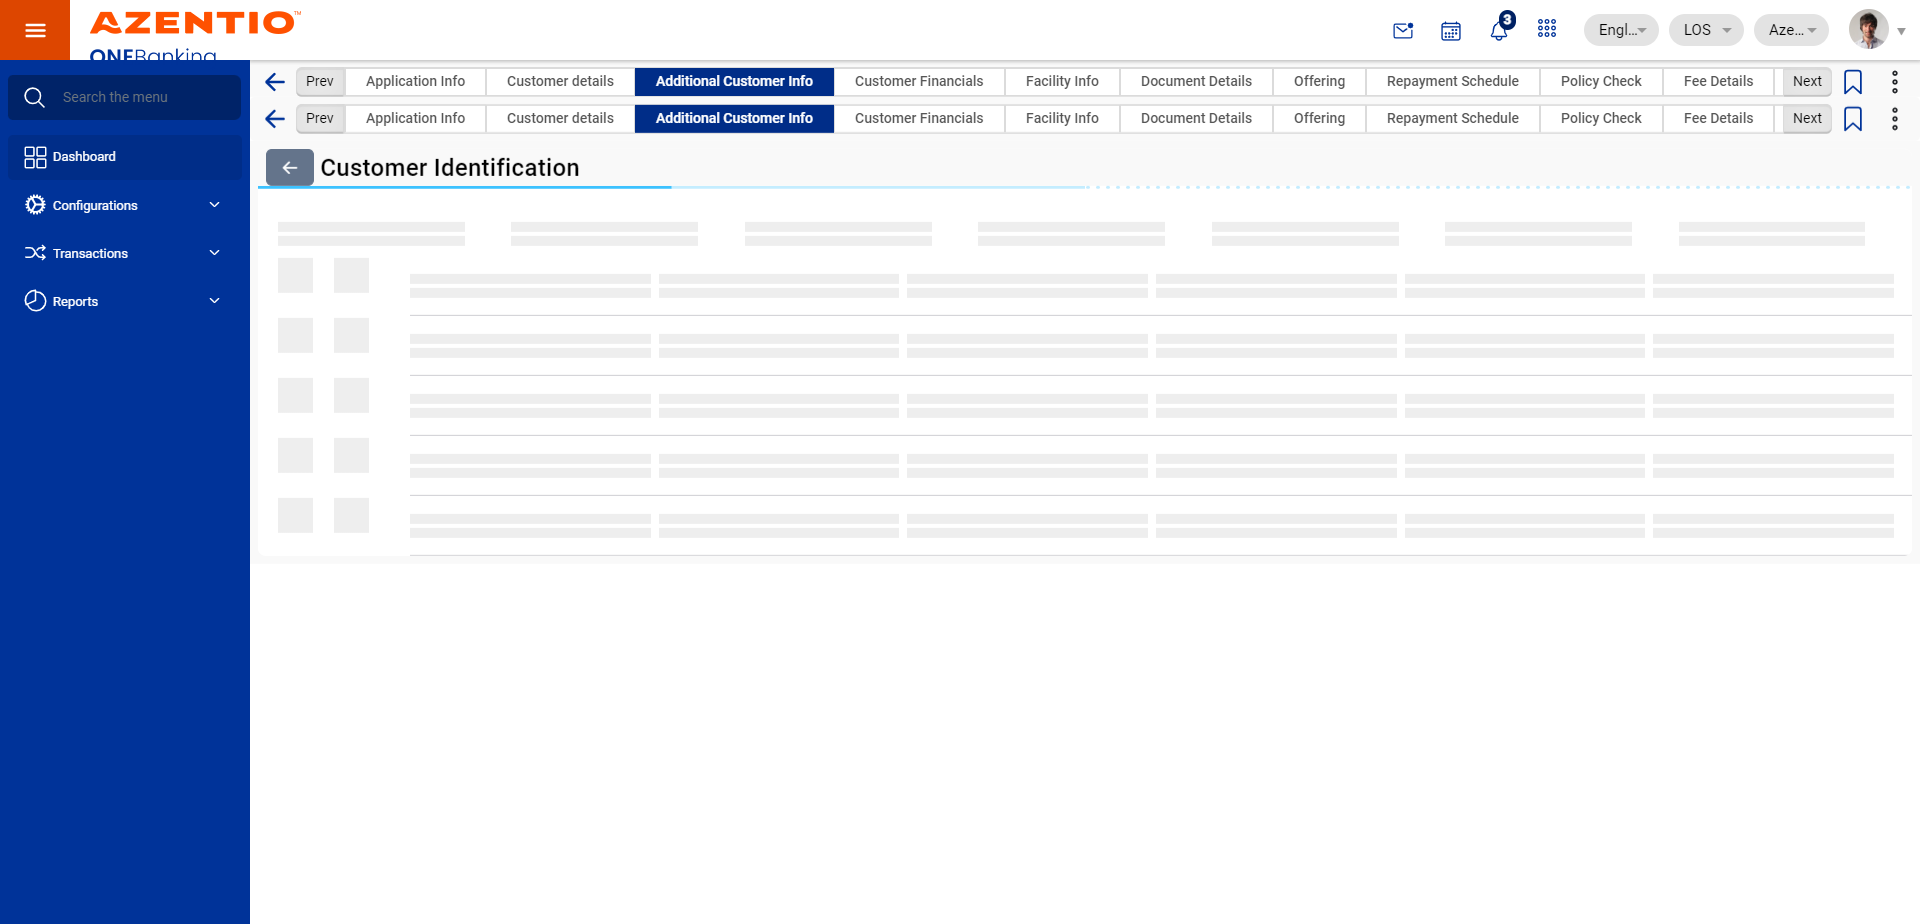 AZENTIO™
ONEBanking
3
Engl...
LOS
Aze...
Search the menu
Dashboard
Configurations
Transactions
Reports
Prev Application Info Customer details Additional Customer Info Customer Financials Facility Info Document Details Offering Repayment Schedule Policy Check Fee Details Next
Prev Application Info Customer details Additional Customer Info Customer Financials Facility Info Document Details Offering Repayment Schedule Policy Check Fee Details Next
Customer Identification